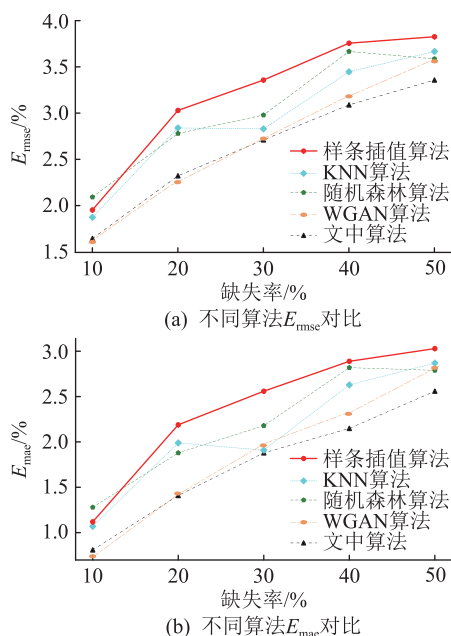 4.0
3.5
3.0
2.5
2.0
1.5
E_rmse/%
样条插值算法
KNN算法
随机森林算法
WGAN算法
文中算法
10 20 30 40 50
缺失率/%
(a) 不同算法E_rmse对比
3.0
2.5
2.0
1.5
1.0
E_mae/%
样条插值算法
KNN算法
随机森林算法
WGAN算法
文中算法
10 20 30 40 50
缺失率/%
(b) 不同算法E_mae对比